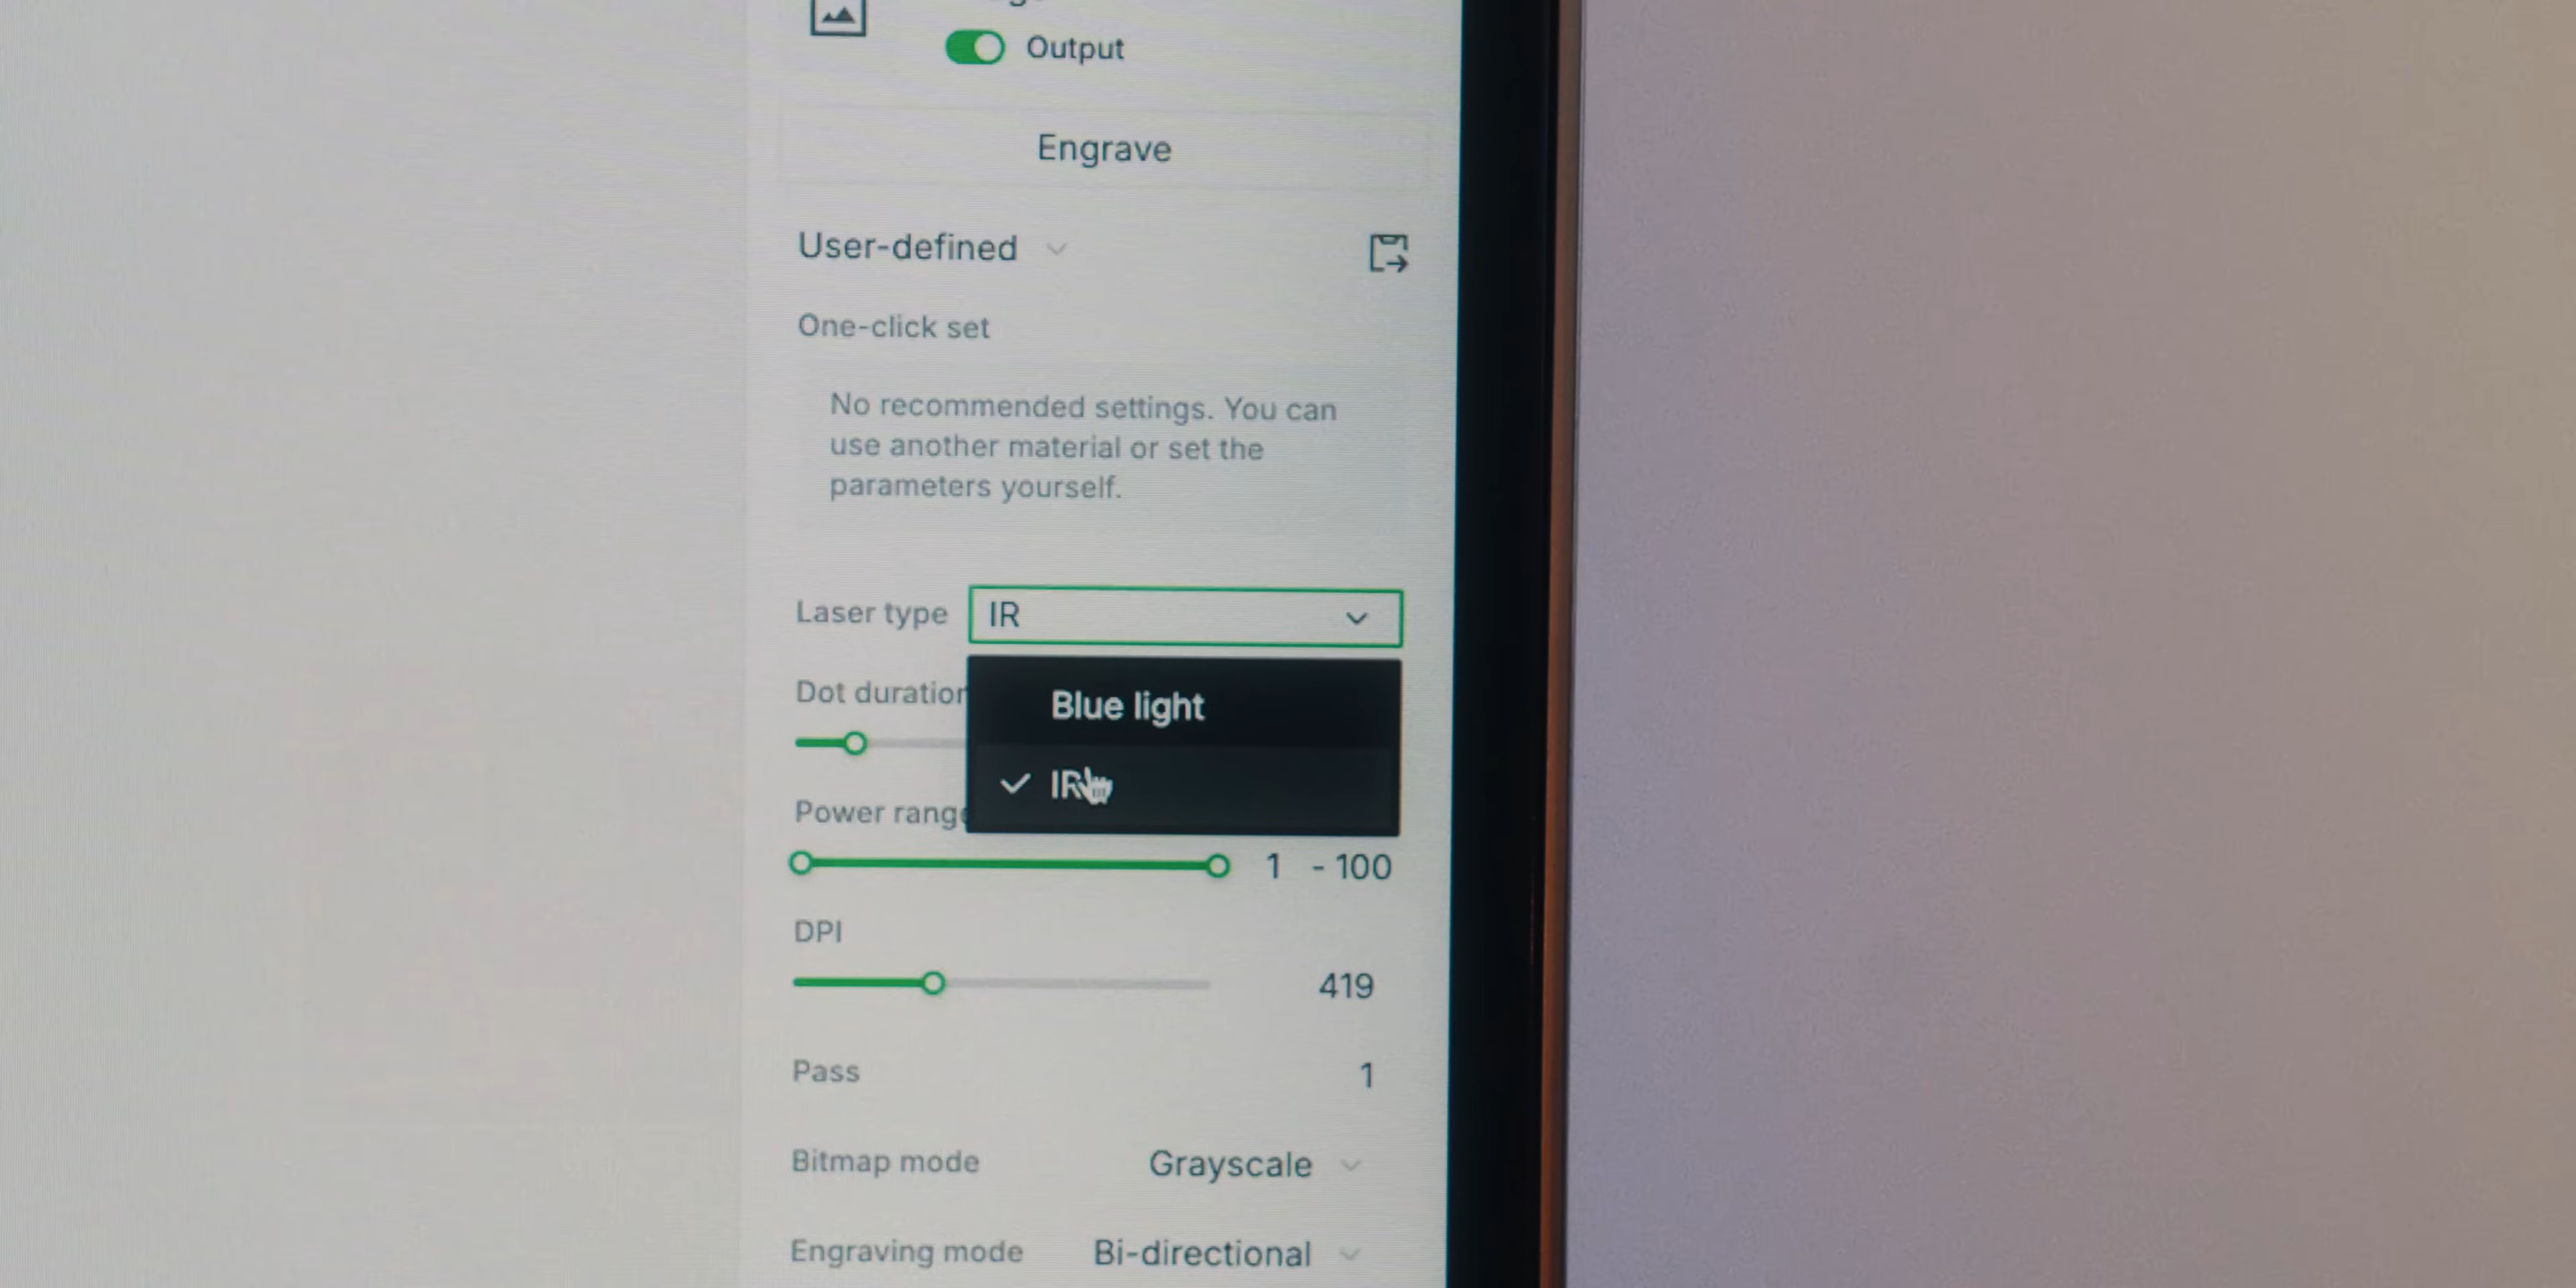 Output
Engrave
User-defined
One-click set
No recommended settings. You can
use another material or set the
parameters yourself.
Laser type IR
Blue light
Dot duration
IR
Power range
1 - 100
DPI
419
Pass 1
Bitmap mode Grayscale
Engraving mode Bi-directional